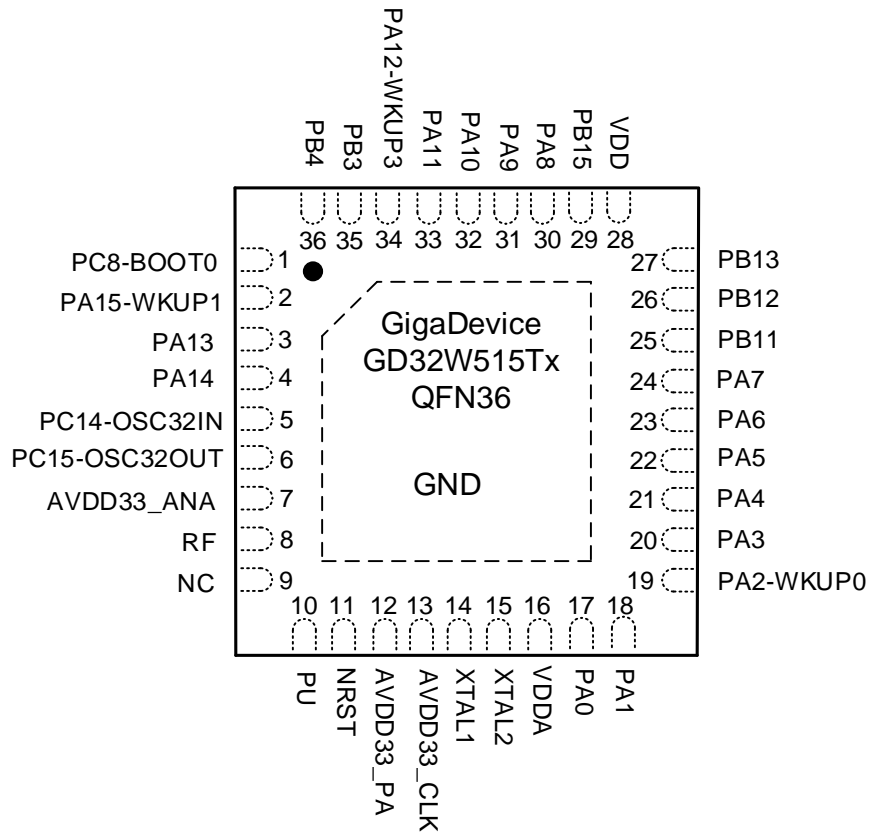 PB4
PB3
PA12-WKUP3
PA11
PA10
PA9
PA8
PB15
VDD
36 35 34 33 32 31 30 29 28
PC8-BOOT0 1
PA15-WKUP1 2
PA13 3
PA14 4
PC14-OSC32IN 5
PC15-OSC32OUT 6
AVDD33_ANA 7
RF 8
NC 9
GigaDevice
GD32W515Tx
QFN36
GND
27 PB13
26 PB12
25 PB11
24 PA7
23 PA6
22 PA5
21 PA4
20 PA3
19 PA2-WKUP0
10 11 12 13 14 15 16 17 18
PU
NRST
AVDD33_PA
AVDD33_CLK
XTAL1
XTAL2
VDDA
PA0
PA1